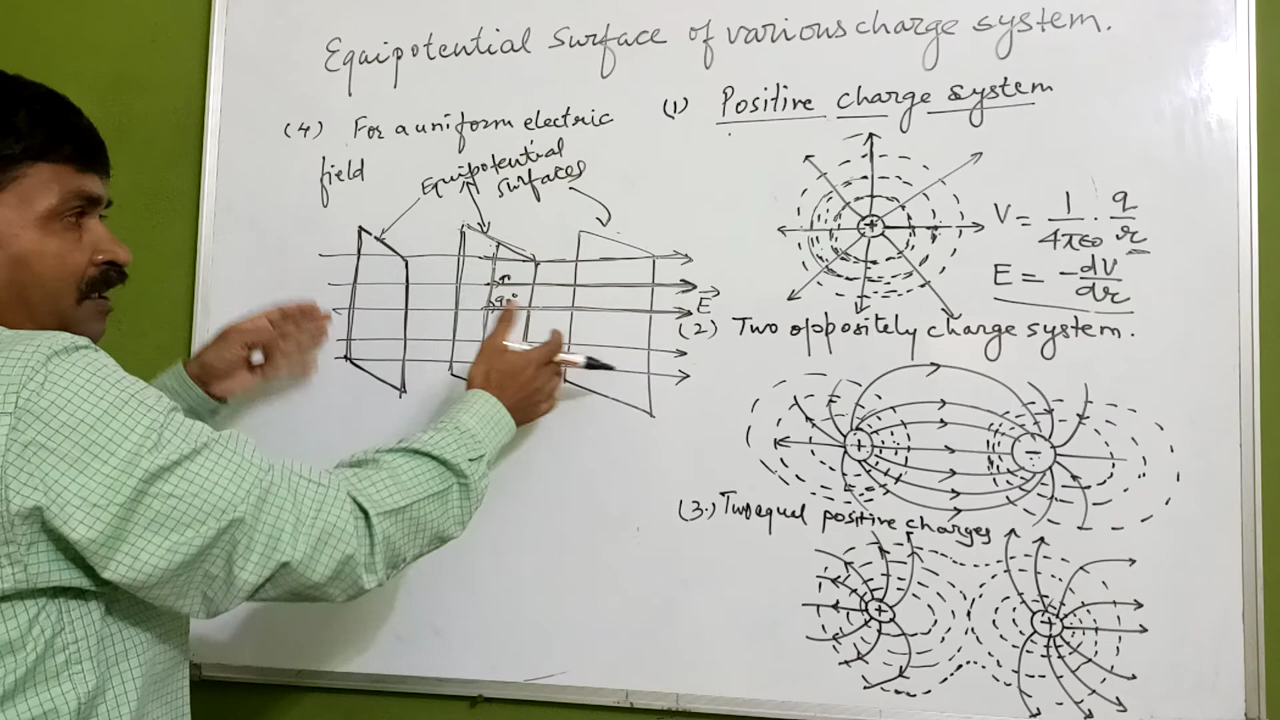 Equipotential Surface of various charge system.
(4) For a uniform electric
field
Equipotential
surfaces
90°
E
(1) Positive charge system
+
V = 1/4πϵ0 · q/r
E = -dV/dr
(2) Two oppositely charge system.
+ −
(3.) Two equal positive charges
+ +